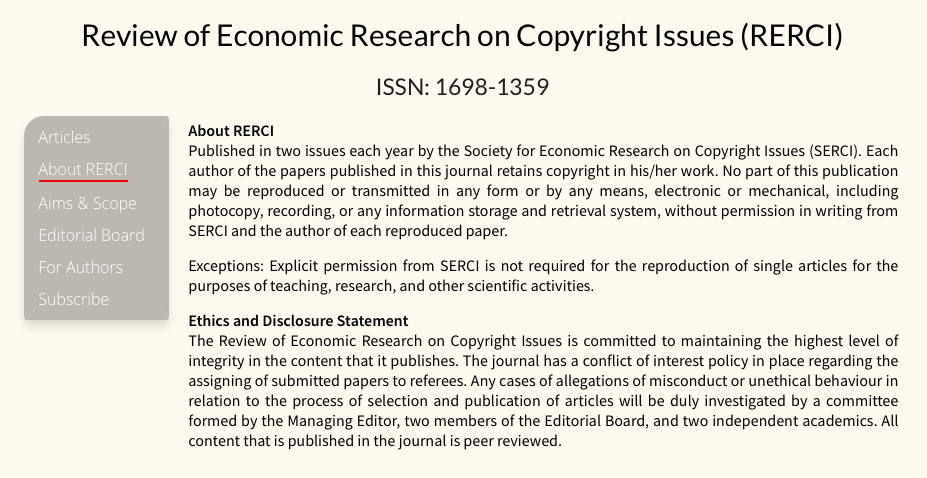 Review of Economic Research on Copyright Issues (RERCI)
ISSN: 1698-1359
Articles
About RERCI
Aims & Scope
Editorial Board
For Authors
Subscribe
About RERCI
Published in two issues each year by the Society for Economic Research on Copyright Issues (SERCI). Each
author of the papers published in this journal retains copyright in his/her work. No part of this publication
may be reproduced or transmitted in any form or by any means, electronic or mechanical, including
photocopy, recording, or any information storage and retrieval system, without permission in writing from
SERCI and the author of each reproduced paper.
Exceptions: Explicit permission from SERCI is not required for the reproduction of single articles for the
purposes of teaching, research, and other scientific activities.
Ethics and Disclosure Statement
The Review of Economic Research on Copyright Issues is committed to maintaining the highest level of
integrity in the content that it publishes. The journal has a conflict of interest policy in place regarding the
assigning of submitted papers to referees. Any cases of allegations of misconduct or unethical behaviour in
relation to the process of selection and publication of articles will be duly investigated by a committee
formed by the Managing Editor, two members of the Editorial Board, and two independent academics. All
content that is published in the journal is peer reviewed.